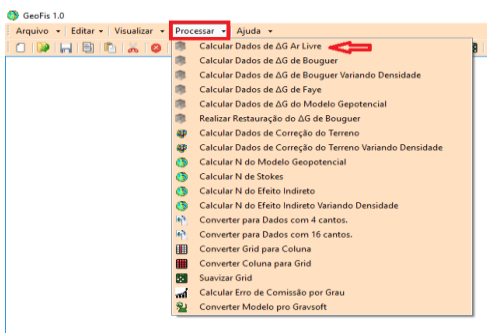 GeoFis 1.0
Arquivo Editar Visualizar Processar Ajuda
Calcular Dados de ΔG Ar Livre
Calcular Dados de ΔG de Bouguer
Calcular Dados de ΔG de Bouguer Variando Densidade
Calcular Dados de ΔG de Faye
Calcular Dados de ΔG do Modelo Gepotencial
Realizar Restauração do ΔG de Bouguer
Calcular Dados de Correção do Terreno
Calcular Dados de Correção do Terreno Variando Densidade
Calcular N do Modelo Geopotencial
Calcular N de Stokes
Calcular N do Efeito Indireto
Calcular N do Efeito Indireto Variando Densidade
Converter para Dados com 4 cantos.
Converter para Dados com 16 cantos.
Converter Grid para Coluna
Converter Coluna para Grid
Suavizar Grid
Calcular Erro de Comissão por Grau
Converter Modelo pro Gravsoft